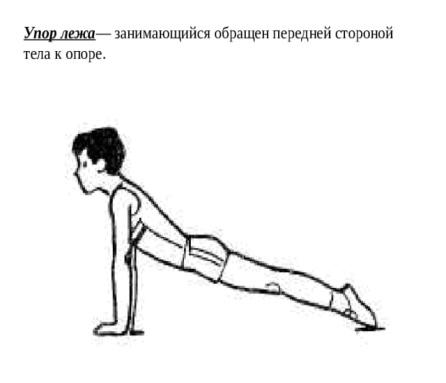 Упор лежа— занимающийся обращен передней стороной
тела к опоре.